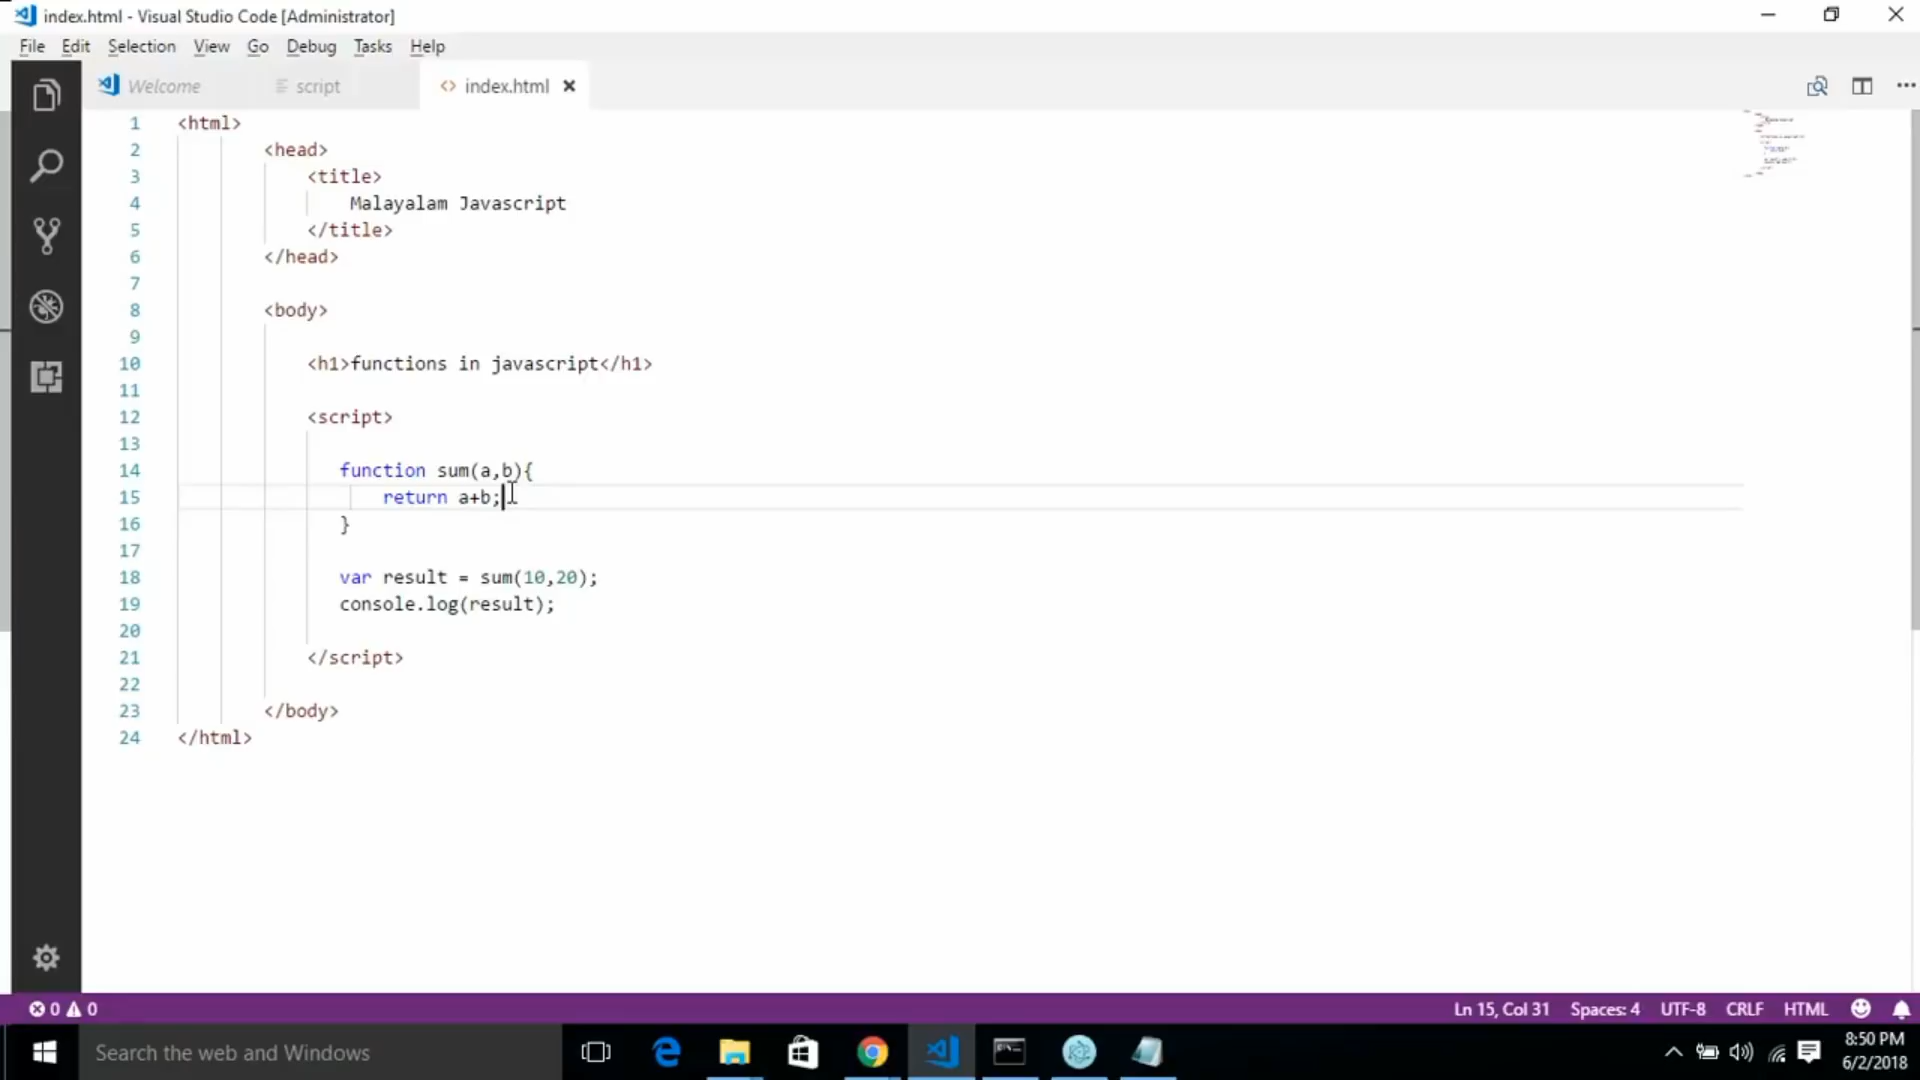 index.html - Visual Studio Code [Administrator]
File Edit Selection View Go Debug Tasks Help
Welcome script index.html
1 <html>
2 <head>
3 <title>
4 Malayalam Javascript
5 </title>
6 </head>
7
8 <body>
9
10 <h1>functions in javascript</h1>
11
12 <script>
13
14 function sum(a,b){
15 return a+b;
16 }
17
18 var result = sum(10,20);
19 console.log(result);
20
21 </script>
22
23 </body>
24 </html>
0 0 Ln 15, Col 31 Spaces: 4 UTF-8 CRLF HTML
Search the web and Windows
8:50 PM
6/2/2018